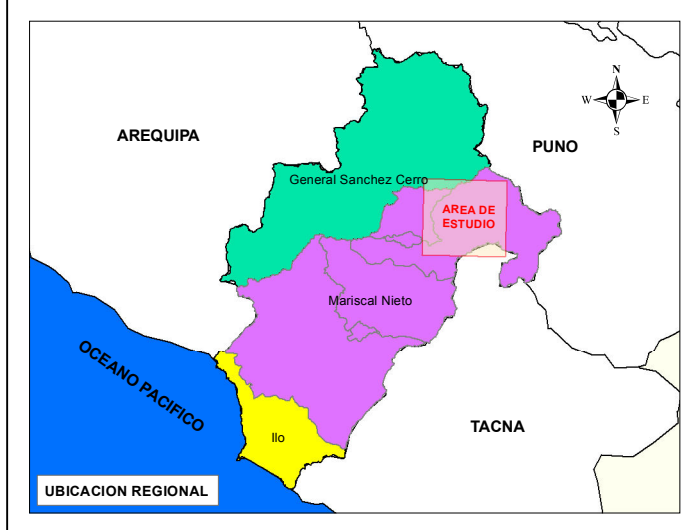 N
W E
S
AREQUIPA
PUNO
General Sanchez Cerro
AREA DE
ESTUDIO
Mariscal Nieto
OCEANO PACIFICO
TACNA
Ilo
UBICACION REGIONAL